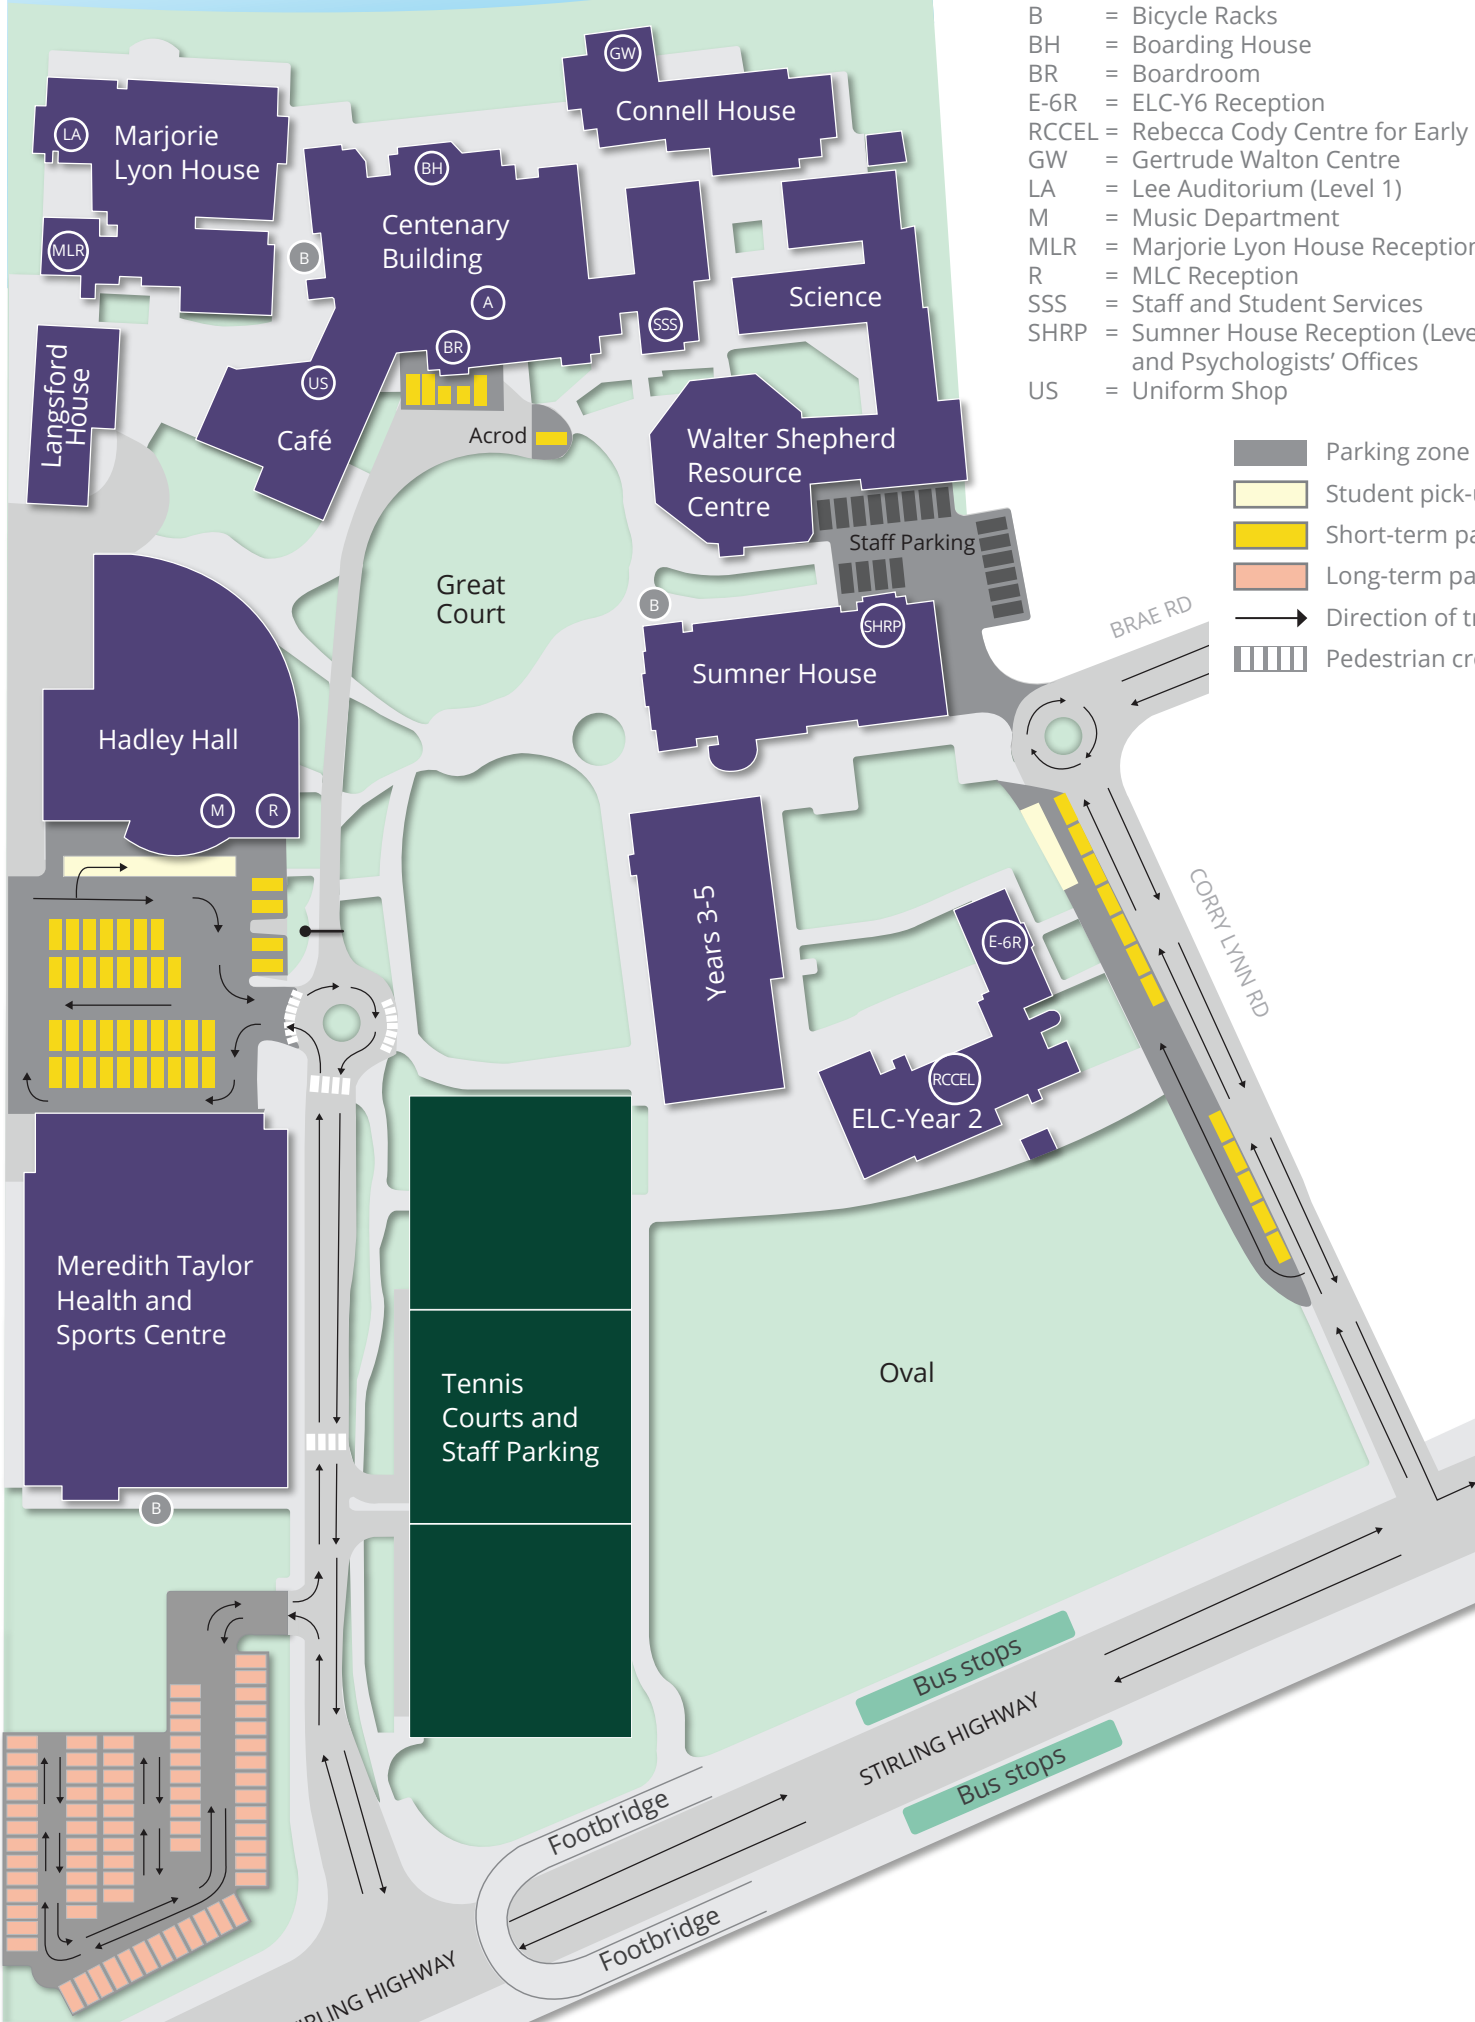 B = Bicycle Racks
BH = Boarding House
BR = Boardroom
E-6R = ELC-Y6 Reception
RCCEL = Rebecca Cody Centre for Early
GW = Gertrude Walton Centre
LA = Lee Auditorium (Level 1)
M = Music Department
MLR = Marjorie Lyon House Reception
R = MLC Reception
SSS = Staff and Student Services
SHRP = Sumner House Reception (Leve
and Psychologists’ Offices
US = Uniform Shop
Parking zone
Student pick-u
Short-term pa
Long-term pa
Direction of tr
Pedestrian cro
GW
Connell House
LA
Marjorie
Lyon House
BH
Centenary
Building
MLR
B
A
SSS
Science
BR
Langsford
House
US
Café
Acrod
Walter Shepherd
Resource
Centre
Staff Parking
Great
Court
B
SHRP
Sumner House
BRAE RD
Hadley Hall
M
R
Years 3-5
E-6R
CORRY LYNN RD
RCCEL
ELC-Year 2
Meredith Taylor
Health and
Sports Centre
Tennis
Courts and
Staff Parking
Oval
B
Bus stops
STIRLING HIGHWAY
Bus stops
Footbridge
Footbridge
IRLING HIGHWAY